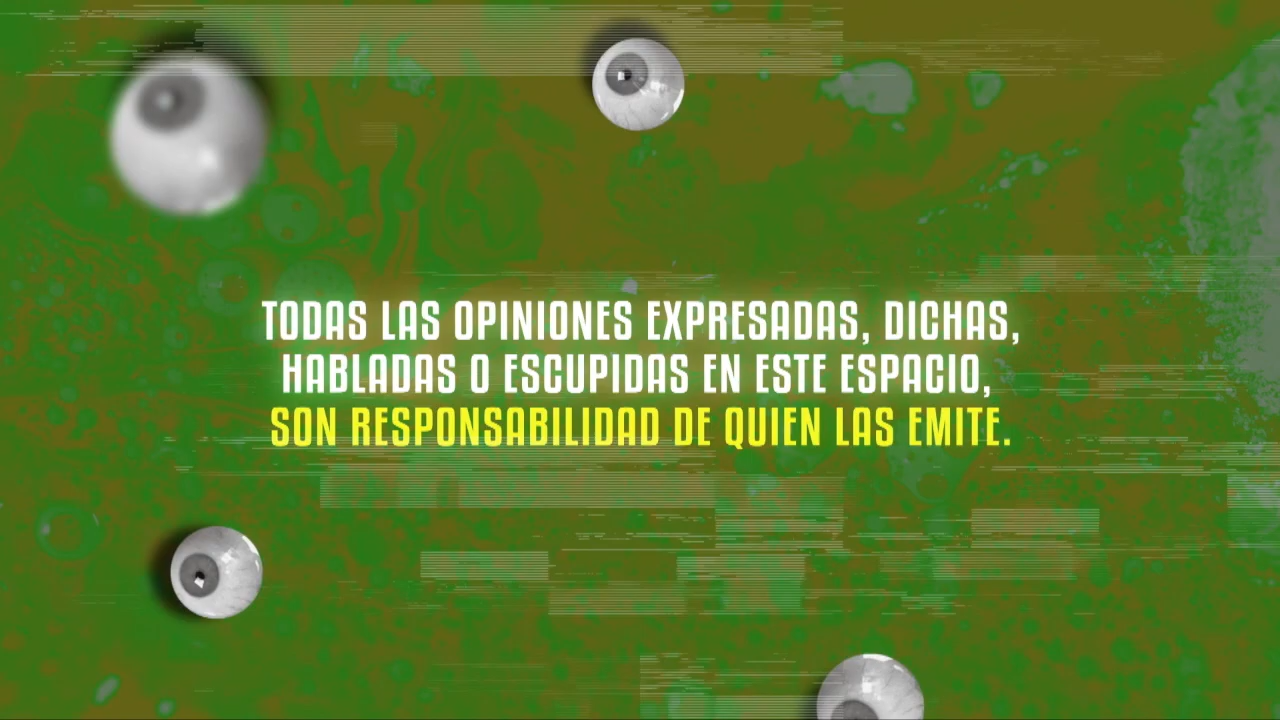 TODAS LAS OPINIONES EXPRESADAS, DICHAS,
HABLADAS O ESCUPIDAS EN ESTE ESPACIO,
SON RESPONSABILIDAD DE QUIEN LAS EMITE.